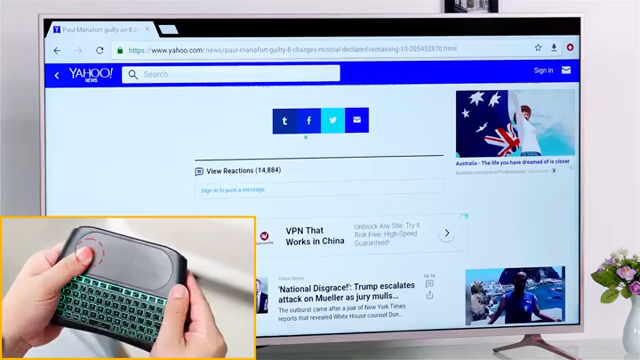 Paul Manafort guilty on 8 c
https://www.yahoo.com/news/paul-manafort-guilty-8-charges-mistrial-declared-remaining-10-205452870.html
YAHOO!
NEWS
Search
Sign in
View Reactions (14,884)
Sign in to post a message.
Australia - The life you have dreamed of is closer
VPN That
Works in China
Unblock Any Site. Try it
Risk Free. High-Speed
Guaranteed!
Yahoo News
'National Disgrace!': Trump escalates
attack on Mueller as jury mulls...
The outburst came after a pair of New York Times
reports that revealed White House counsel Don